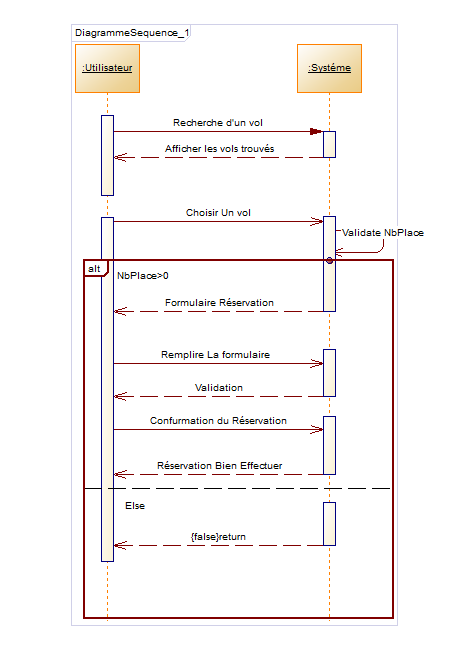 DiagrammeSequence_1
:Utilisateur
:Systéme
Recherche d'un vol
Afficher les vols trouvés
Choisir Un vol
Validate NbPlace
alt
NbPlace>0
Formulaire Réservation
Remplire La formulaire
Validation
Confurmation du Réservation
Réservation Bien Effectuer
Else
{false}return